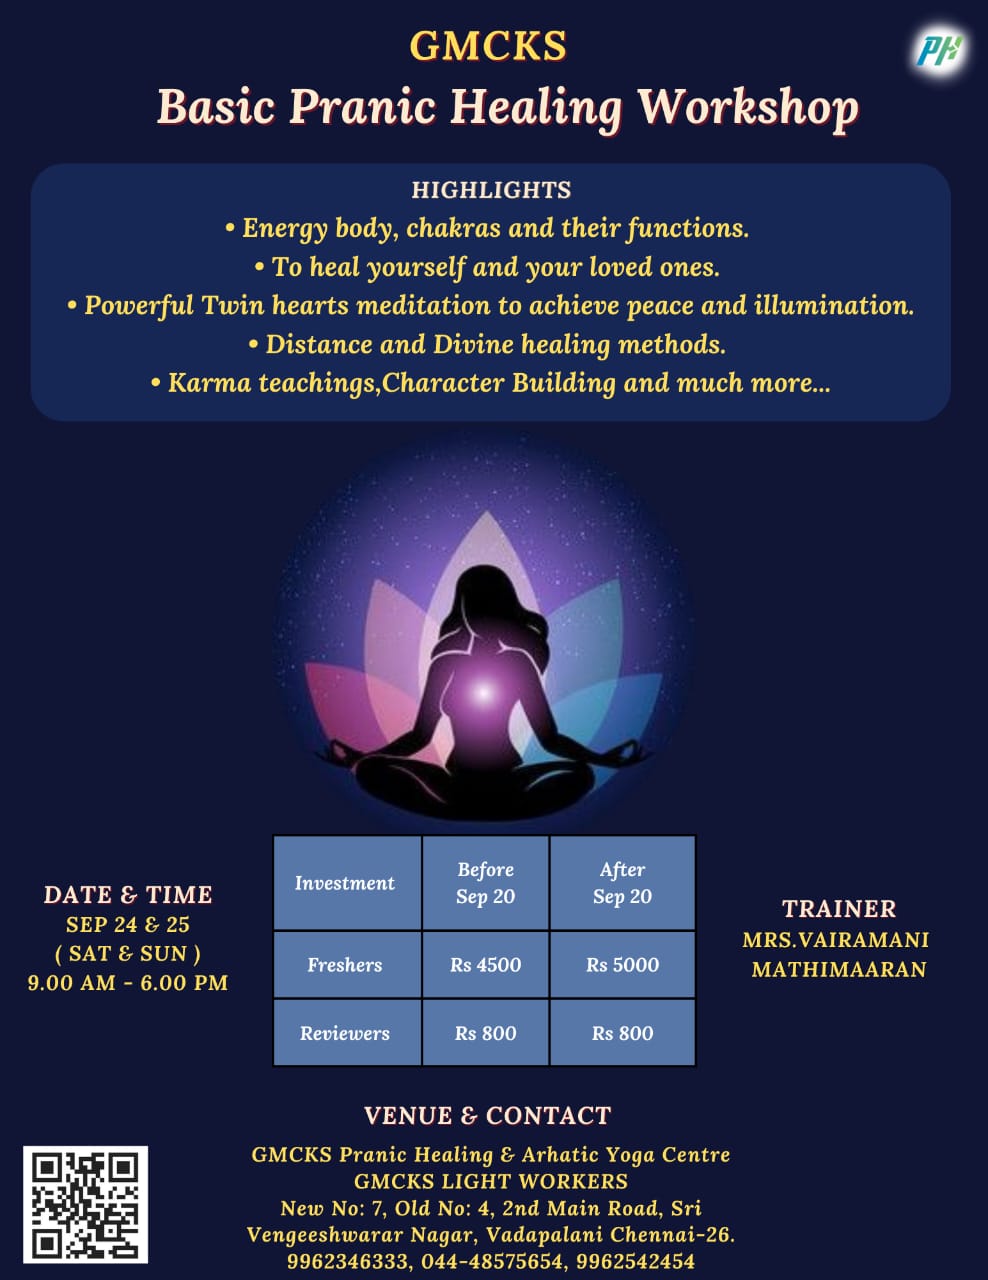 GMCKS
PH
Basic Pranic Healing Workshop
HIGHLIGHTS
• Energy body, chakras and their functions.
• To heal yourself and your loved ones.
• Powerful Twin hearts meditation to achieve peace and illumination.
• Distance and Divine healing methods.
• Karma teachings,Character Building and much more...
DATE & TIME
SEP 24 & 25
( SAT & SUN )
9.00 AM - 6.00 PM
Investment Before Sep 20 After Sep 20
Freshers Rs 4500 Rs 5000
Reviewers Rs 800 Rs 800
TRAINER
MRS.VAIRAMANI
MATHIMAARAN
VENUE & CONTACT
GMCKS Pranic Healing & Arhatic Yoga Centre
GMCKS LIGHT WORKERS
New No: 7, Old No: 4, 2nd Main Road, Sri
Vengeeshwarar Nagar, Vadapalani Chennai-26.
9962346333, 044-48575654, 9962542454